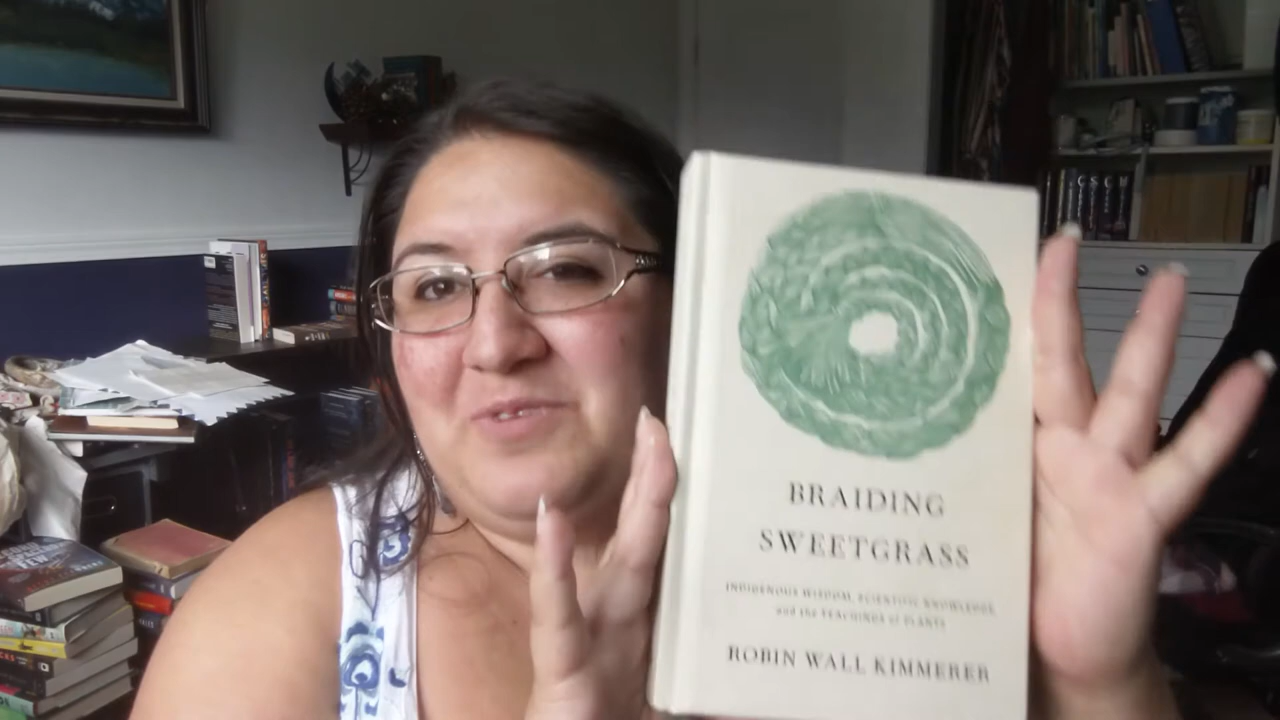 BRAIDING
SWEETGRASS
INDIGENOUS WISDOM, SCIENTIFIC KNOWLEDGE,
and the TEACHINGS of PLANTS
ROBIN WALL KIMMERER